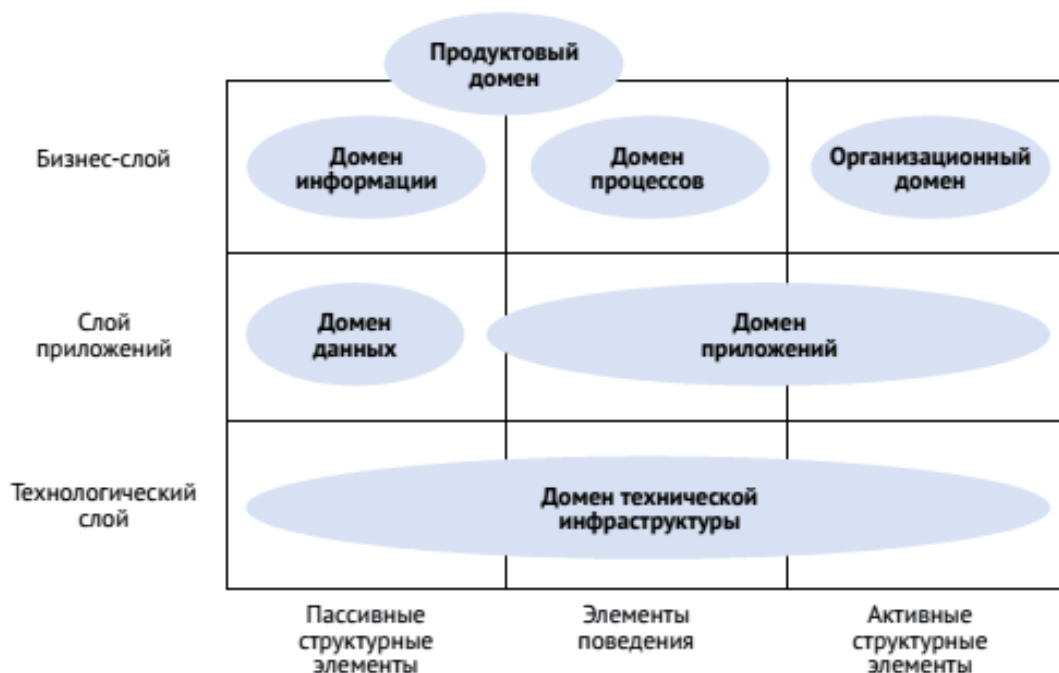 Продуктовый
домен
Бизнес-слой
Домен
информации
Домен
процессов
Организационный
домен
Слой
приложений
Домен
данных
Домен
приложений
Технологический
слой
Домен технической
инфраструктуры
Пассивные
структурные
элементы
Элементы
поведения
Активные
структурные
элементы